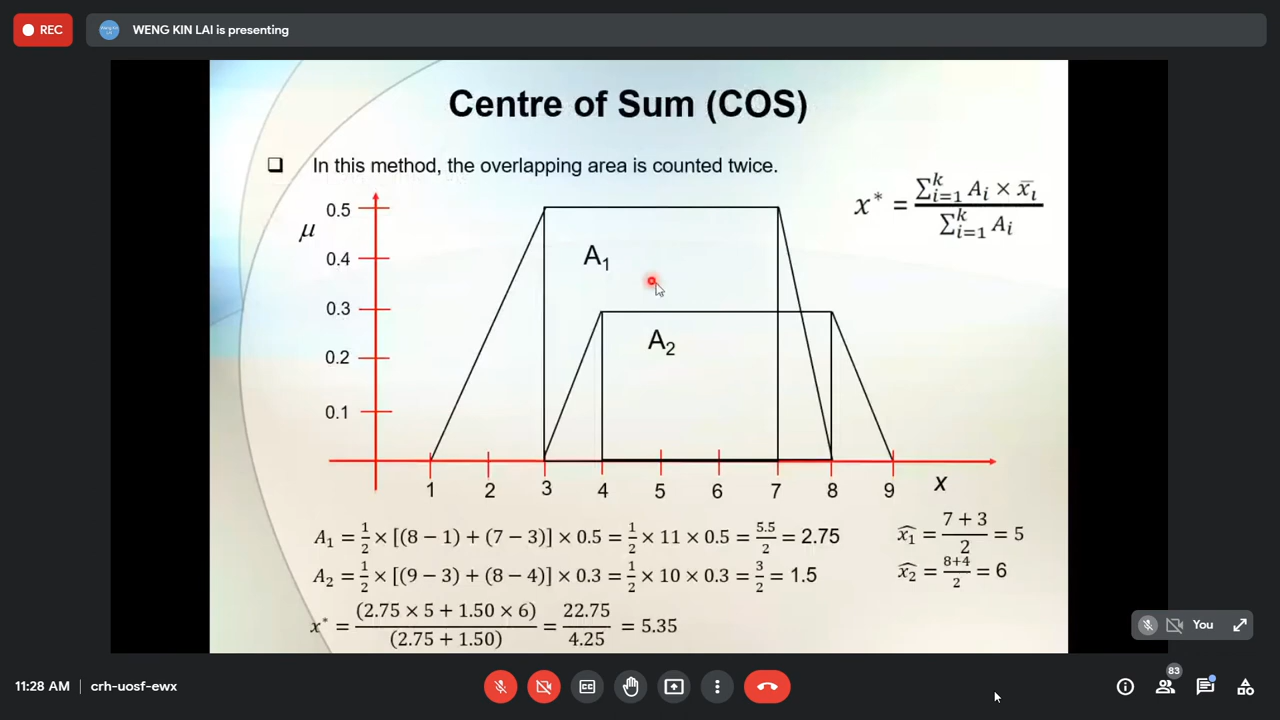 REC
WENG KIN LAI is presenting
Centre of Sum (COS)
❑ In this method, the overlapping area is counted twice.
x* = (∑ᵏᵢ₌₁ Aᵢ × x̄ᵢ) / (∑ᵏᵢ₌₁ Aᵢ)
μ
0.5
0.4
0.3
0.2
0.1
A₁
A₂
1 2 3 4 5 6 7 8 9 x
A₁ = 1/2 × [(8 − 1) + (7 − 3)] × 0.5 = 1/2 × 11 × 0.5 = 5.5/2 = 2.75
x̂₁ = (7 + 3)/2 = 5
A₂ = 1/2 × [(9 − 3) + (8 − 4)] × 0.3 = 1/2 × 10 × 0.3 = 3/2 = 1.5
x̂₂ = (8+4)/2 = 6
x* = (2.75 × 5 + 1.50 × 6)/(2.75 + 1.50) = 22.75/4.25 = 5.35
You
11:28 AM | crh-uosf-ewx
83